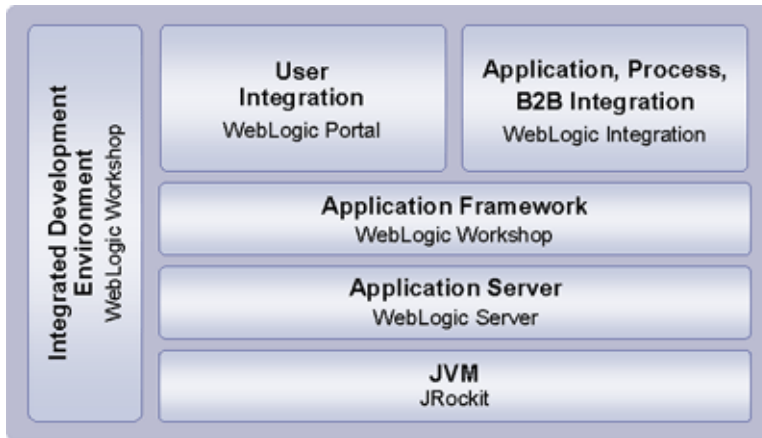 Integrated Development
Environment
WebLogic Workshop
User
Integration
WebLogic Portal
Application, Process,
B2B Integration
WebLogic Integration
Application Framework
WebLogic Workshop
Application Server
WebLogic Server
JVM
JRockit